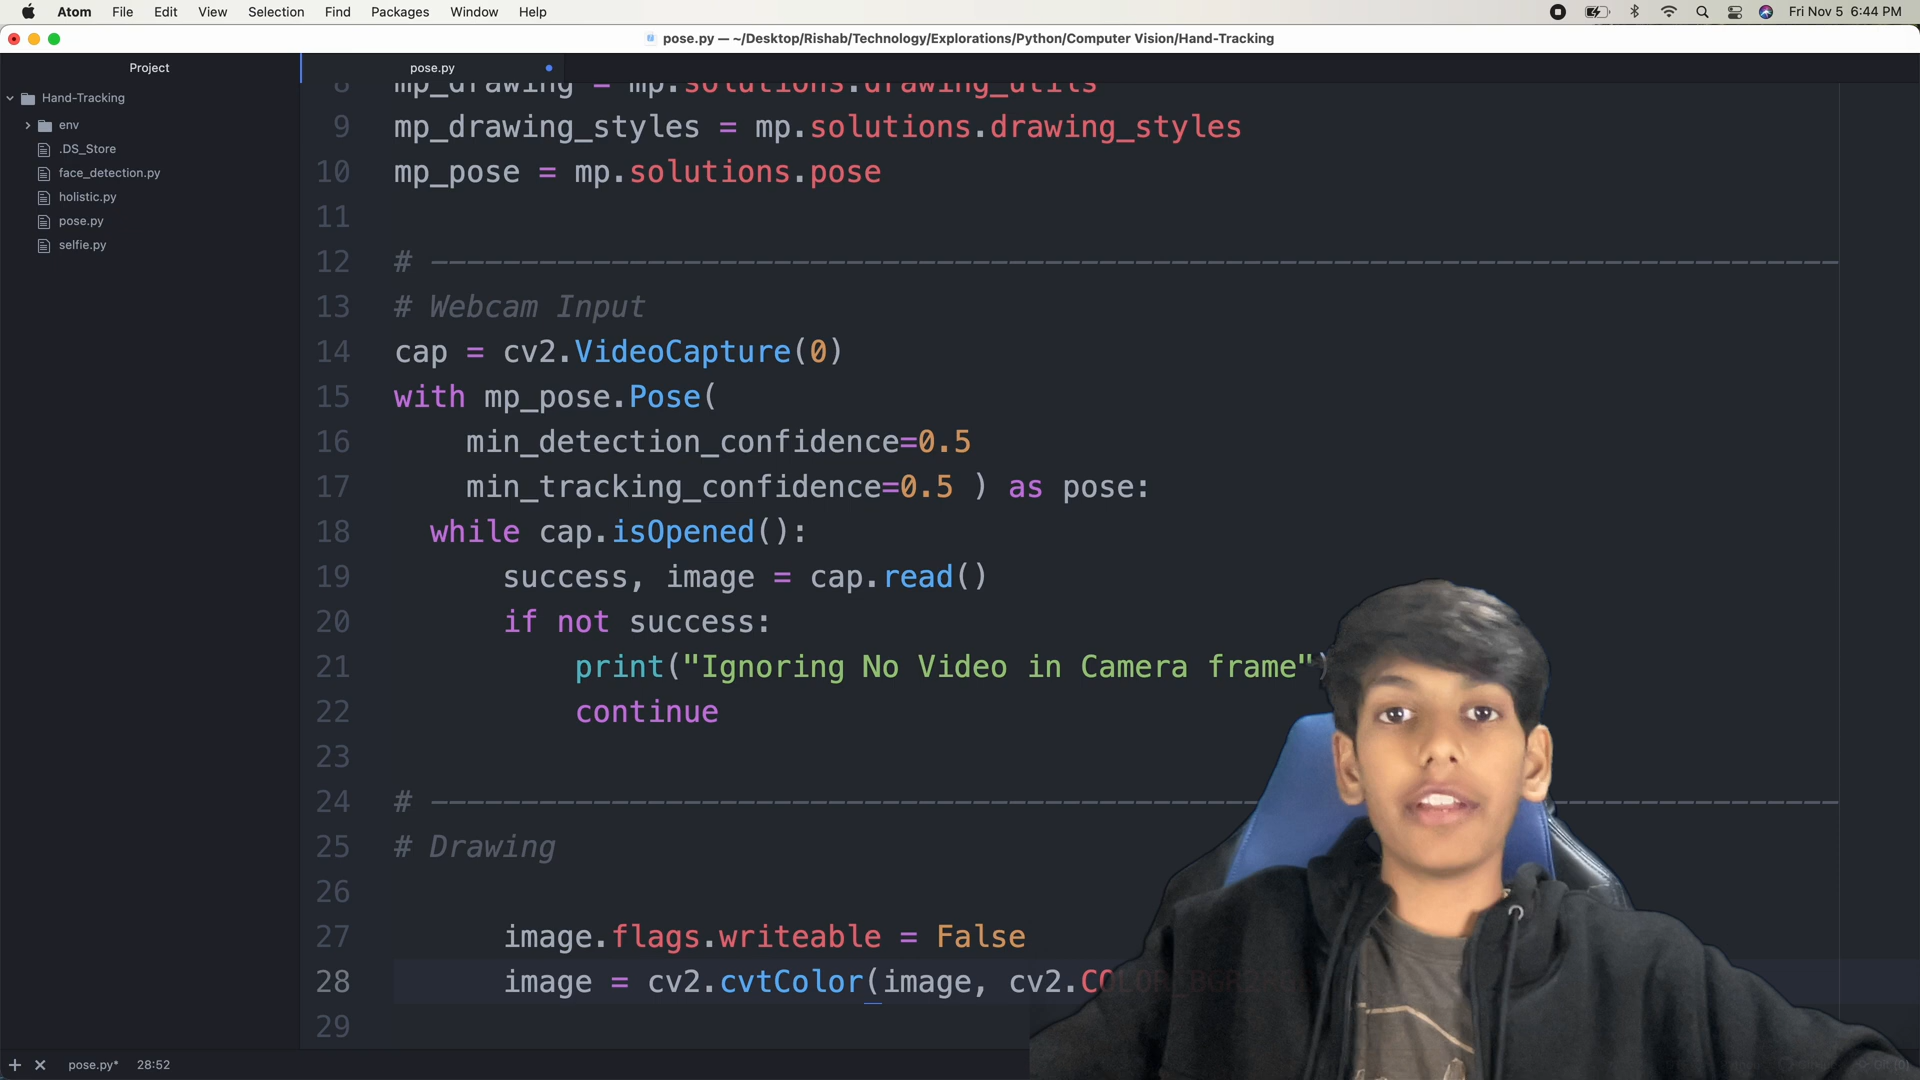 Atom File Edit View Selection Find Packages Window Help Fri Nov 5 6:44 PM
pose.py — ~/Desktop/Rishab/Technology/Explorations/Python/Computer Vision/Hand-Tracking
Project
pose.py
Hand-Tracking
env
.DS_Store
face_detection.py
holistic.py
pose.py
selfie.py
8 mp_drawing = mp.solutions.drawing_utils
9 mp_drawing_styles = mp.solutions.drawing_styles
10 mp_pose = mp.solutions.pose
11
12 # ------------------------------------------------------------------------------
13 # Webcam Input
14 cap = cv2.VideoCapture(0)
15 with mp_pose.Pose(
16 min_detection_confidence=0.5
17 min_tracking_confidence=0.5 ) as pose:
18 while cap.isOpened():
19 success, image = cap.read()
20 if not success:
21 print("Ignoring No Video in Camera frame")
22 continue
23
24 # ------------------------------------------------------------------------------
25 # Drawing
26
27 image.flags.writeable = False
28 image = cv2.cvtColor(image, cv2.COLOR_BGR2RG
29
pose.py* 28:52